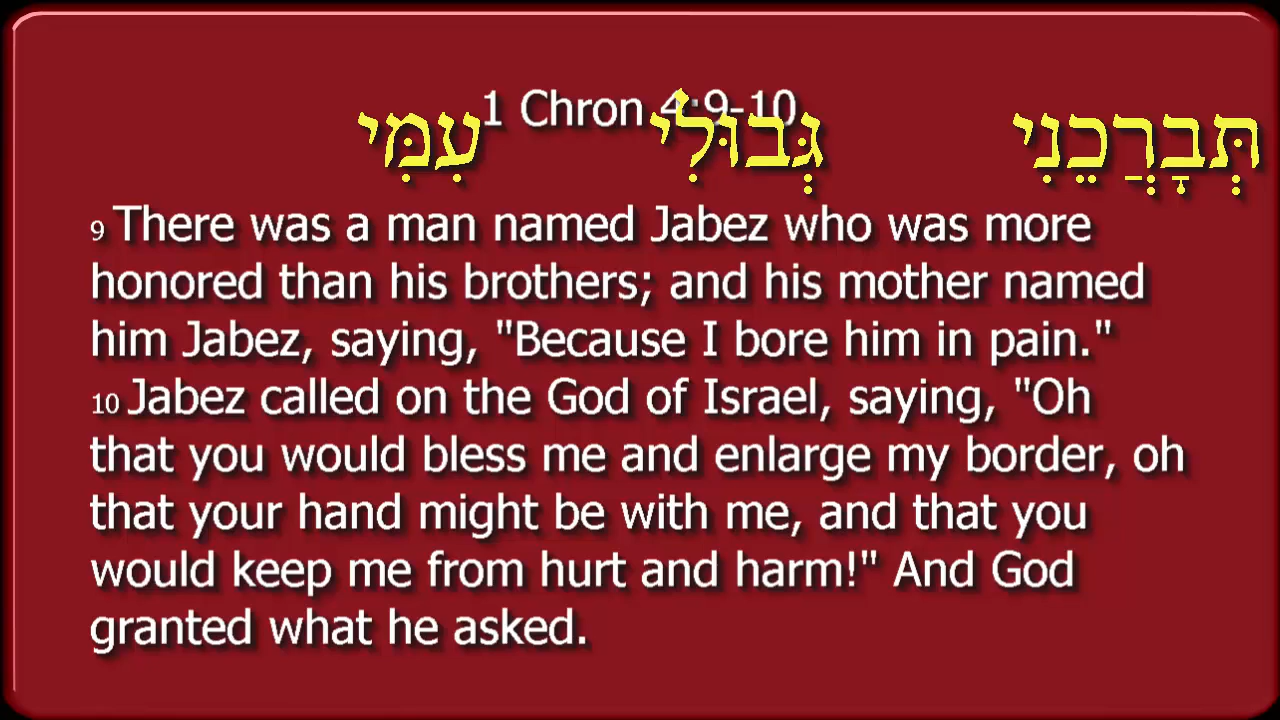 1 Chron 4:9-10
תְּבָרֲכֵנִי גְּבוּלִי עִמִּי
9 There was a man named Jabez who was more
honored than his brothers; and his mother named
him Jabez, saying, "Because I bore him in pain."
10 Jabez called on the God of Israel, saying, "Oh
that you would bless me and enlarge my border, oh
that your hand might be with me, and that you
would keep me from hurt and harm!" And God
granted what he asked.